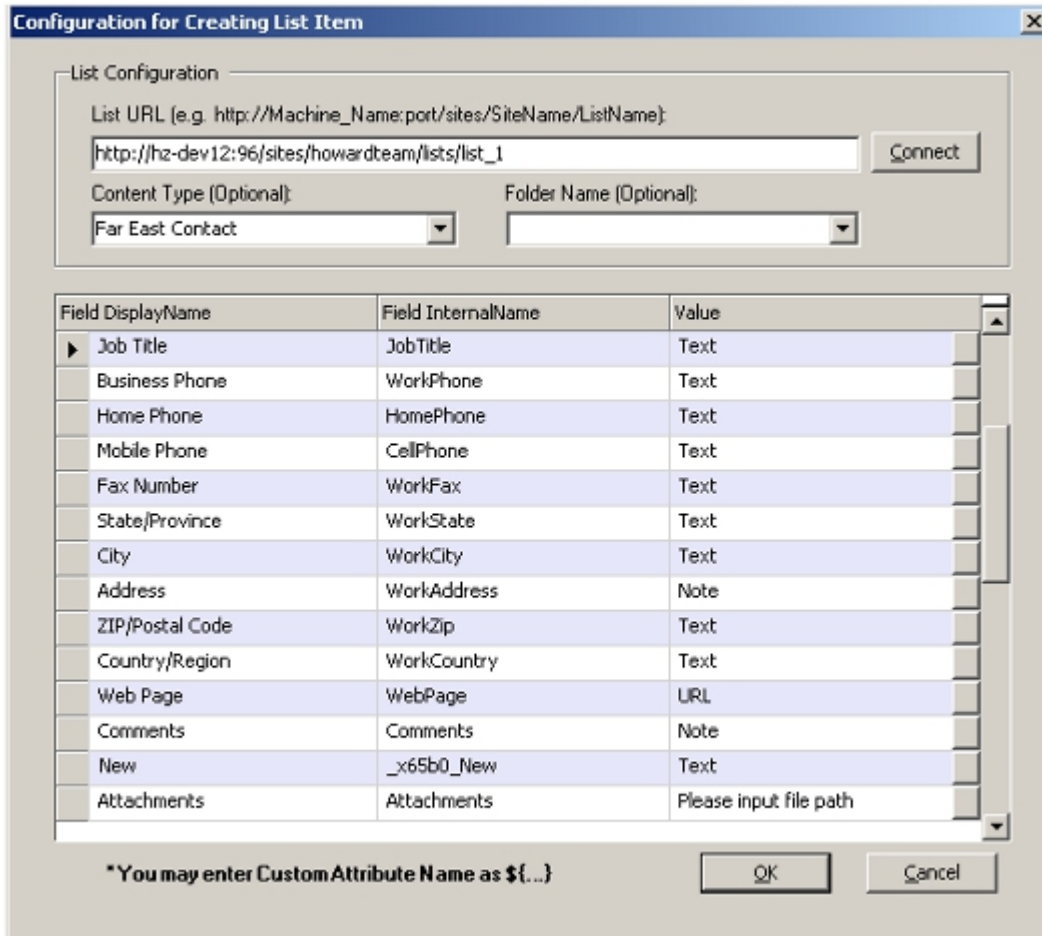 Configuration for Creating List Item
List Configuration
List URL (e.g. http://Machine_Name:port/sites/SiteName/ListName):
http://hz-dev12:96/sites/howardteam/lists/list_1 Connect
Content Type (Optional): Folder Name (Optional):
Far East Contact
Field DisplayName Field InternalName Value
Job Title JobTitle Text
Business Phone WorkPhone Text
Home Phone HomePhone Text
Mobile Phone CellPhone Text
Fax Number WorkFax Text
State/Province WorkState Text
City WorkCity Text
Address WorkAddress Note
ZIP/Postal Code WorkZip Text
Country/Region WorkCountry Text
Web Page WebPage URL
Comments Comments Note
New _x65b0_New Text
Attachments Attachments Please input file path
*You may enter Custom Attribute Name as ${...} OK Cancel